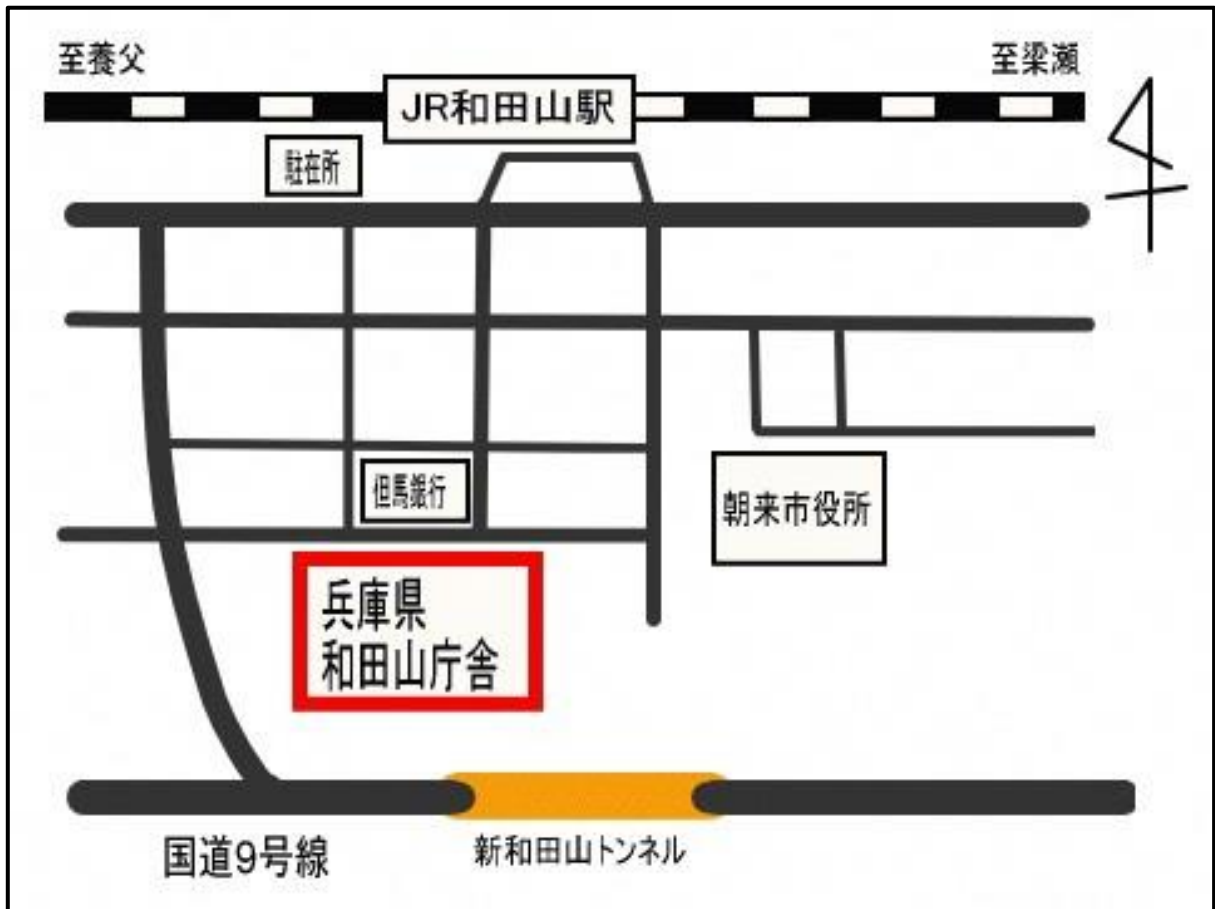 至養父
至梁瀬
JR和田山駅
駐在所
但馬銀行
朝来市役所
兵庫県
和田山庁舎
国道9号線
新和田山トンネル